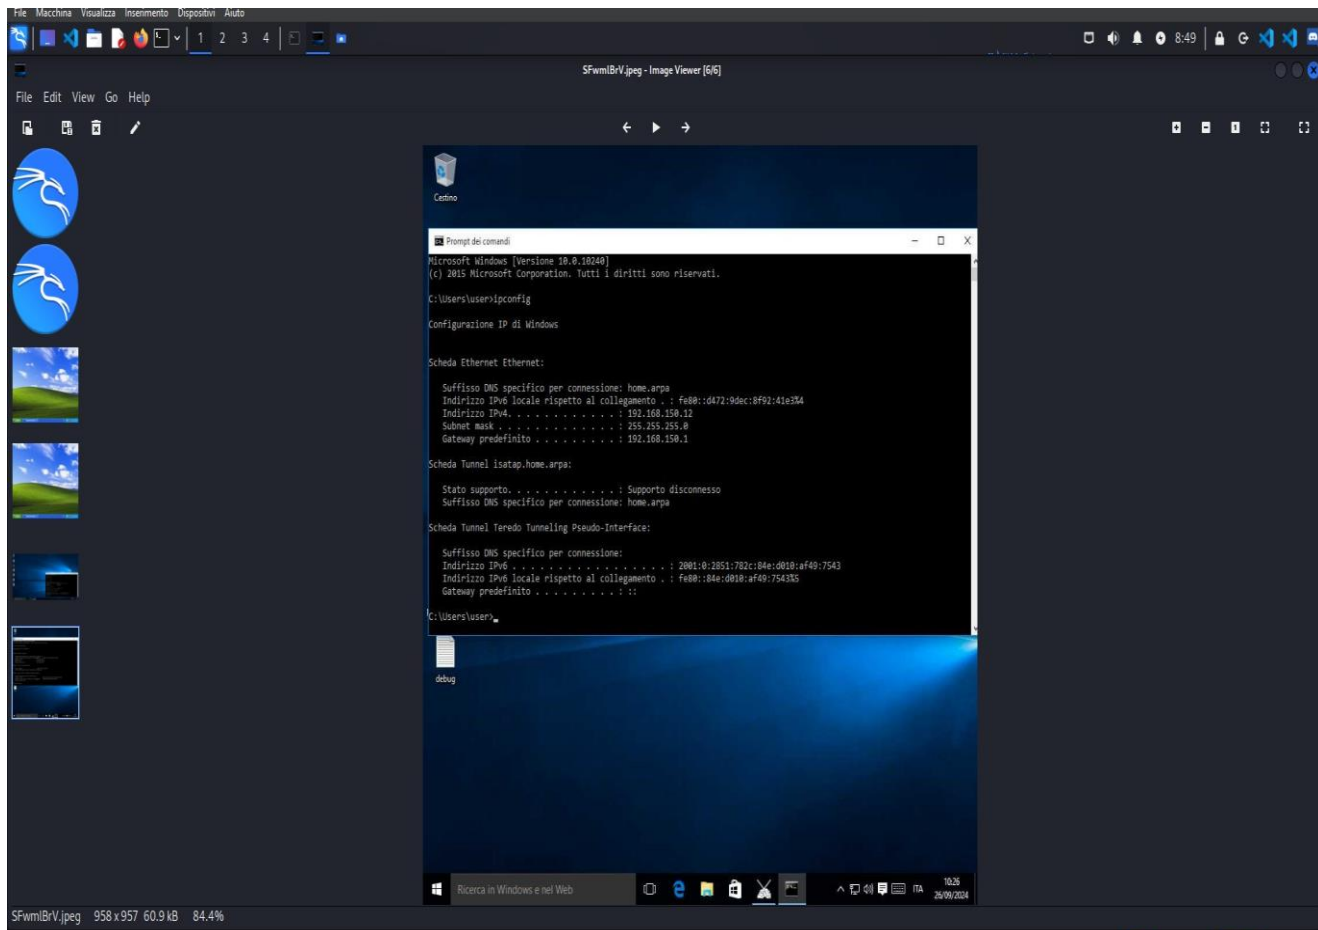 File Macchina Visualizza Inserimento Dispositivi Aiuto
1 2 3 4
8:49
SFwmlBrV.jpeg - Image Viewer [6/6]
File Edit View Go Help
Cestino
Prompt dei comandi
Microsoft Windows [Versione 10.0.10240]
(c) 2015 Microsoft Corporation. Tutti i diritti sono riservati.
C:\Users\user>ipconfig
Configurazione IP di Windows
Scheda Ethernet Ethernet:
Suffisso DNS specifico per connessione: home.arpa
Indirizzo IPv6 locale rispetto al collegamento . : fe80::d472:9dec:8f92:41e3%4
Indirizzo IPv4. . . . . . . . . . . . : 192.168.150.12
Subnet mask . . . . . . . . . . . . . : 255.255.255.0
Gateway predefinito . . . . . . . . . : 192.168.150.1
Scheda Tunnel isatap.home.arpa:
Stato supporto. . . . . . . . . . . . : Supporto disconnesso
Suffisso DNS specifico per connessione: home.arpa
Scheda Tunnel Teredo Tunneling Pseudo-Interface:
Suffisso DNS specifico per connessione:
Indirizzo IPv6 . . . . . . . . . . . . . . . . . : 2001:0:2851:782c:84e:d010:af49:7543
Indirizzo IPv6 locale rispetto al collegamento . : fe80::84e:d010:af49:7543%5
Gateway predefinito . . . . . . . . . : ::
C:\Users\user>_
debug
Ricerca in Windows e nel Web
ITA
10:26
26/09/2024
SFwmlBrV.jpeg 958 x 957 60.9 kB 84.4%